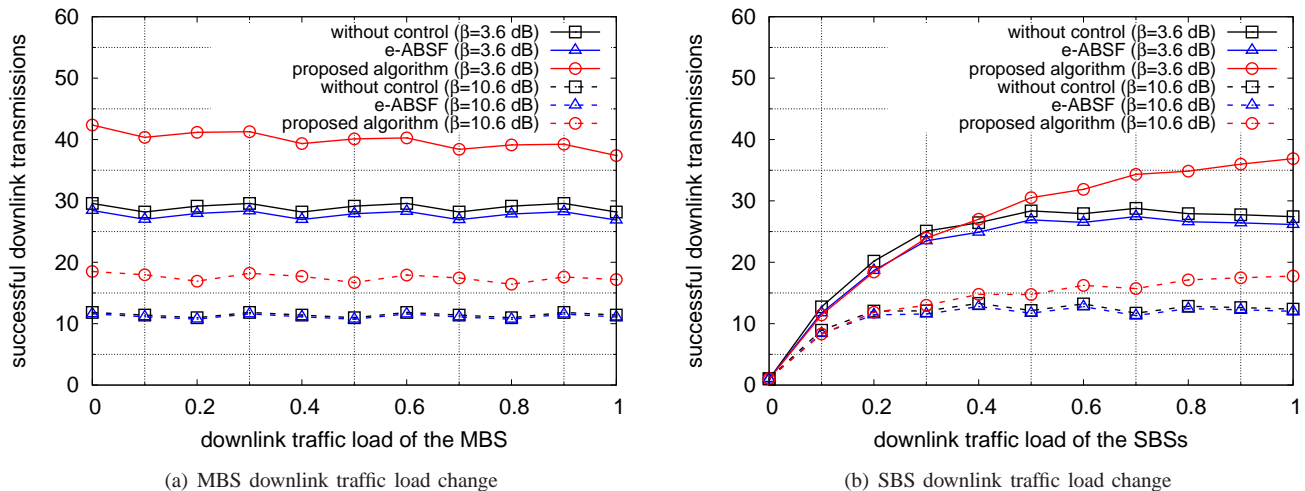 60
50
40
30
20
10
0
successful downlink transmissions
without control (β=3.6 dB)
e-ABSF (β=3.6 dB)
proposed algorithm (β=3.6 dB)
without control (β=10.6 dB)
e-ABSF (β=10.6 dB)
proposed algorithm (β=10.6 dB)
0 0.2 0.4 0.6 0.8 1
downlink traffic load of the MBS
(a) MBS downlink traffic load change
60
50
40
30
20
10
0
successful downlink transmissions
without control (β=3.6 dB)
e-ABSF (β=3.6 dB)
proposed algorithm (β=3.6 dB)
without control (β=10.6 dB)
e-ABSF (β=10.6 dB)
proposed algorithm (β=10.6 dB)
0 0.2 0.4 0.6 0.8 1
downlink traffic load of the SBSs
(b) SBS downlink traffic load change